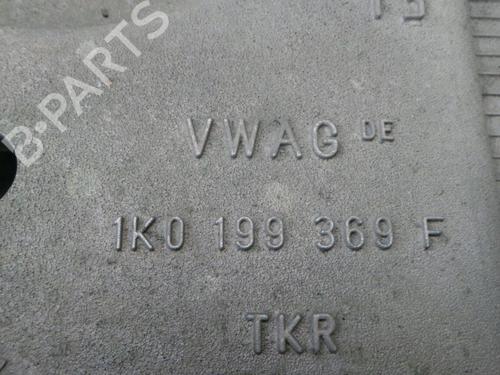 B-PARTS
VWAG DE
1K0 199 369 F
TKR